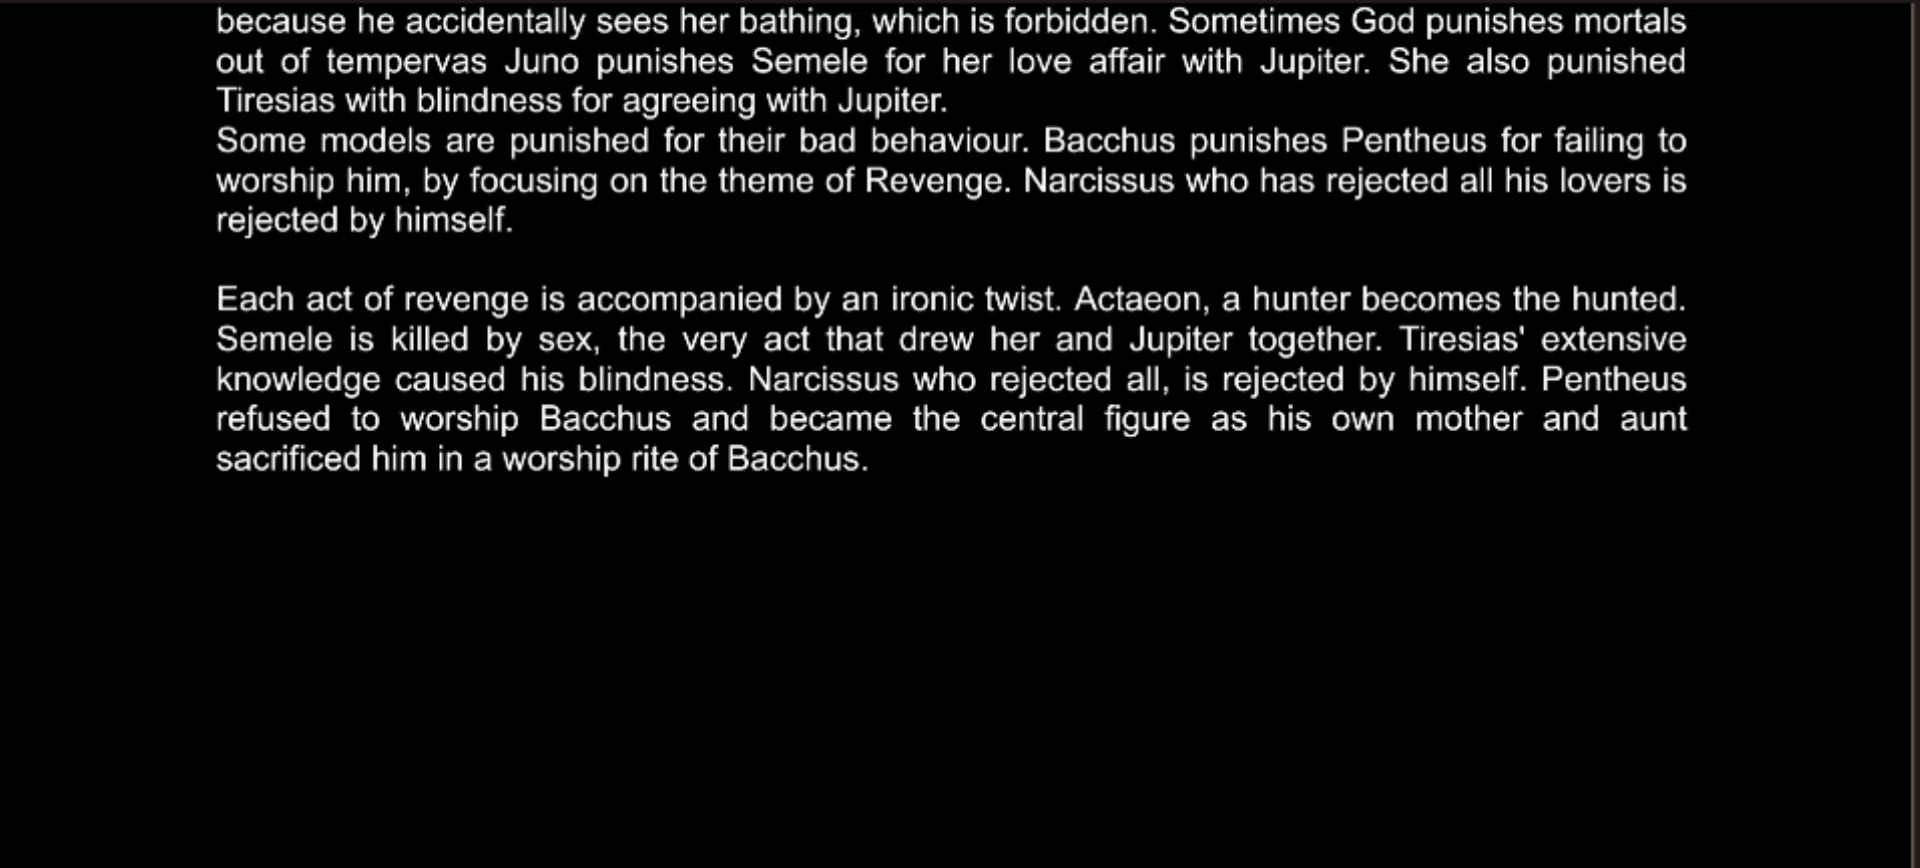 because he accidentally sees her bathing, which is forbidden. Sometimes God punishes mortals
out of tempervas Juno punishes Semele for her love affair with Jupiter. She also punished
Tiresias with blindness for agreeing with Jupiter.
Some models are punished for their bad behaviour. Bacchus punishes Pentheus for failing to
worship him, by focusing on the theme of Revenge. Narcissus who has rejected all his lovers is
rejected by himself.
Each act of revenge is accompanied by an ironic twist. Actaeon, a hunter becomes the hunted.
Semele is killed by sex, the very act that drew her and Jupiter together. Tiresias' extensive
knowledge caused his blindness. Narcissus who rejected all, is rejected by himself. Pentheus
refused to worship Bacchus and became the central figure as his own mother and aunt
sacrificed him in a worship rite of Bacchus.